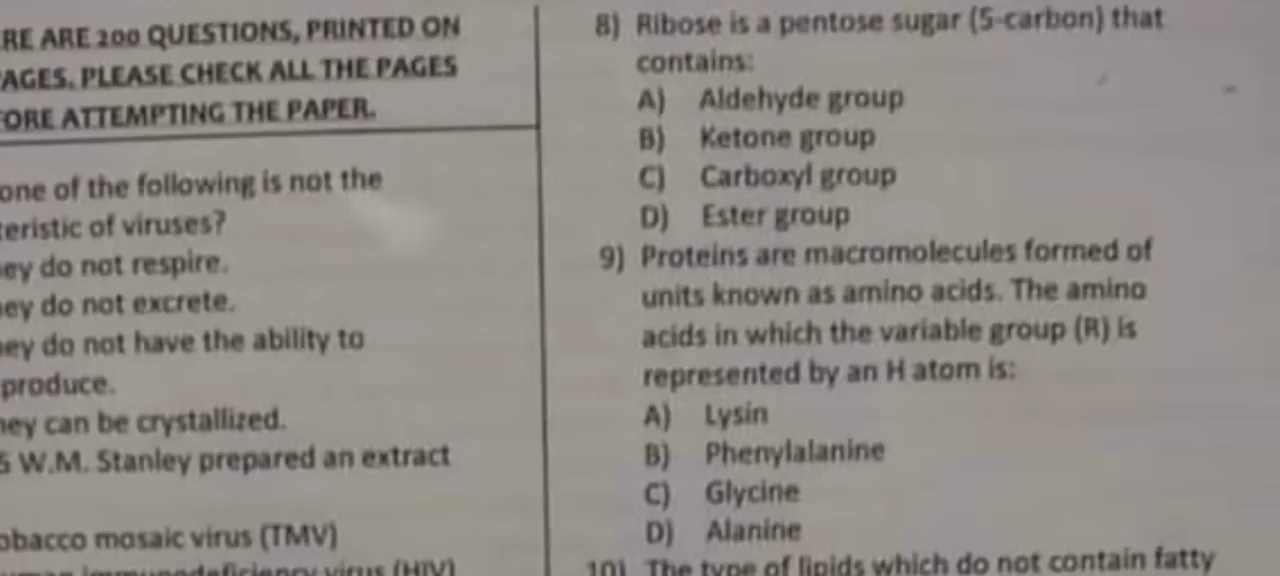 RE ARE 200 QUESTIONS, PRINTED ON
AGES. PLEASE CHECK ALL THE PAGES
ORE ATTEMPTING THE PAPER.
one of the following is not the
teristic of viruses?
ey do not respire.
ey do not excrete.
ey do not have the ability to
produce.
ey can be crystallized.
5 W.M. Stanley prepared an extract
obacco mosaic virus (TMV)
immunodeficiency virus (HIV)
8) Ribose is a pentose sugar (5-carbon) that
contains:
A) Aldehyde group
B) Ketone group
C) Carboxyl group
D) Ester group
9) Proteins are macromolecules formed of
units known as amino acids. The amino
acids in which the variable group (R) is
represented by an H atom is:
A) Lysin
B) Phenylalanine
C) Glycine
D) Alanine
10) The type of lipids which do not contain fatty